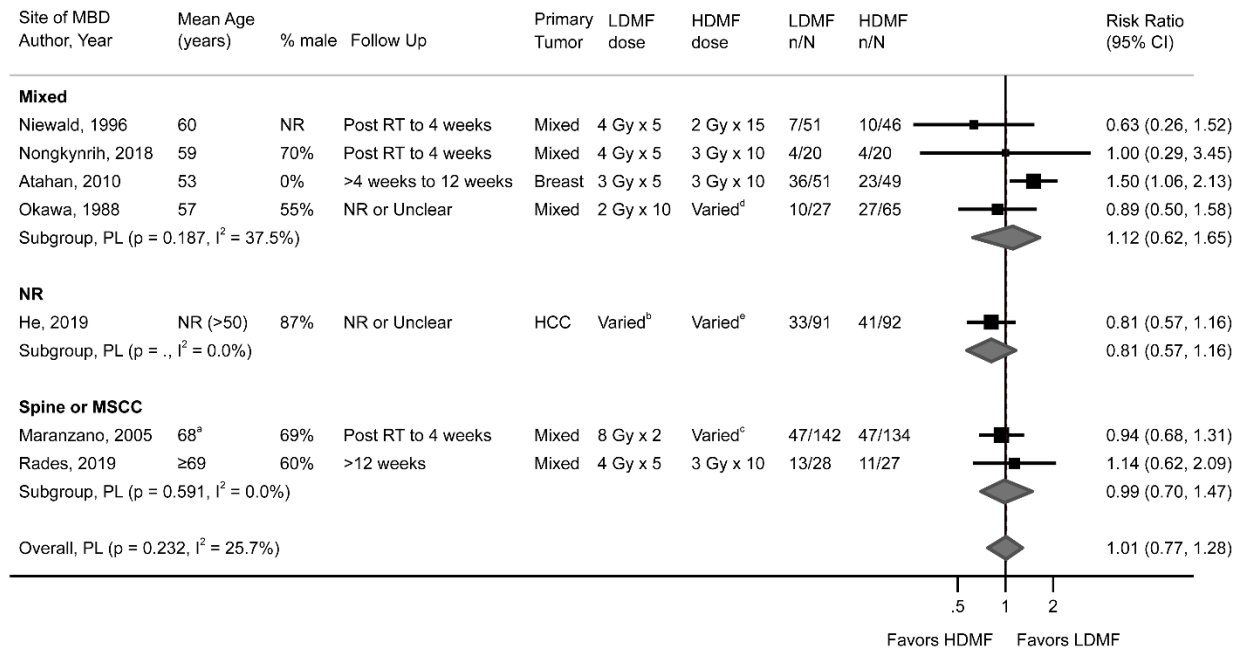 Site of MBD Mean Age Primary LDMF HDMF LDMF HDMF Risk Ratio
Author, Year (years) % male Follow Up Tumor dose dose n/N n/N (95% CI)
Mixed
Niewald, 1996 60 NR Post RT to 4 weeks Mixed 4 Gy x 5 2 Gy x 15 7/51 10/46 0.63 (0.26, 1.52)
Nongkynrih, 2018 59 70% Post RT to 4 weeks Mixed 4 Gy x 5 3 Gy x 10 4/20 4/20 1.00 (0.29, 3.45)
Atahan, 2010 53 0% >4 weeks to 12 weeks Breast 3 Gy x 5 3 Gy x 10 36/51 23/49 1.50 (1.06, 2.13)
Okawa, 1988 57 55% NR or Unclear Mixed 2 Gy x 10 Varied^d 10/27 27/65 0.89 (0.50, 1.58)
Subgroup, PL (p = 0.187, I² = 37.5%) 1.12 (0.62, 1.65)
NR
He, 2019 NR (>50) 87% NR or Unclear HCC Varied^b Varied^e 33/91 41/92 0.81 (0.57, 1.16)
Subgroup, PL (p = ., I² = 0.0%) 0.81 (0.57, 1.16)
Spine or MSCC
Maranzano, 2005 68^a 69% Post RT to 4 weeks Mixed 8 Gy x 2 Varied^c 47/142 47/134 0.94 (0.68, 1.31)
Rades, 2019 ≥69 60% >12 weeks Mixed 4 Gy x 5 3 Gy x 10 13/28 11/27 1.14 (0.62, 2.09)
Subgroup, PL (p = 0.591, I² = 0.0%) 0.99 (0.70, 1.47)
Overall, PL (p = 0.232, I² = 25.7%) 1.01 (0.77, 1.28)
.5 1 2
Favors HDMF Favors LDMF